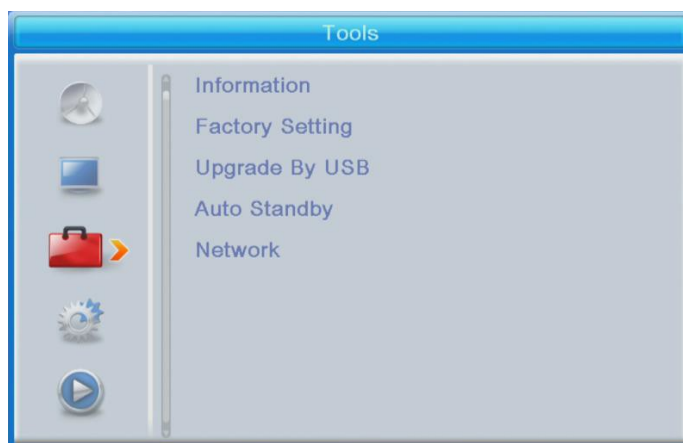 Tools
Information
Factory Setting
Upgrade By USB
Auto Standby
Network